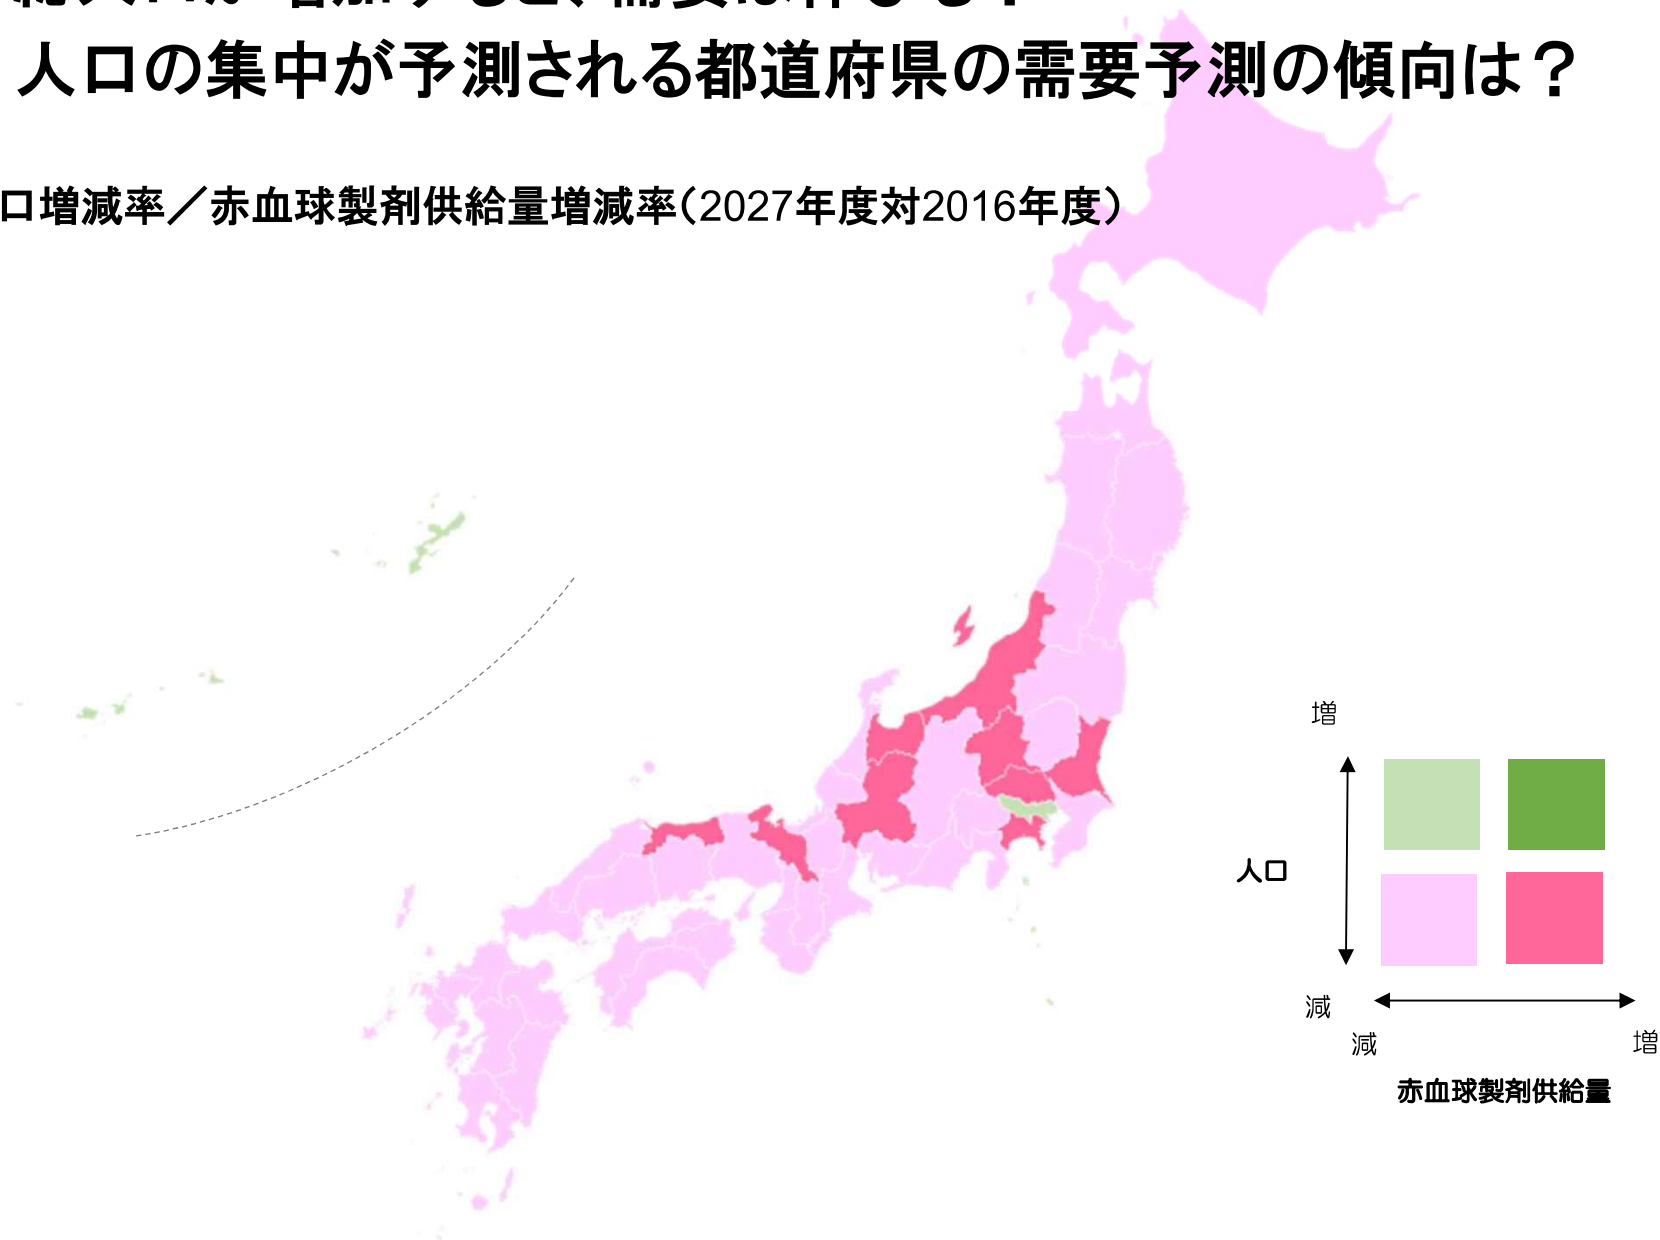 人口の集中が予測される都道府県の需要予測の傾向は？
口増減率／赤血球製剤供給量増減率（2027年度対2016年度）
増
人口
減
減
増
赤血球製剤供給量